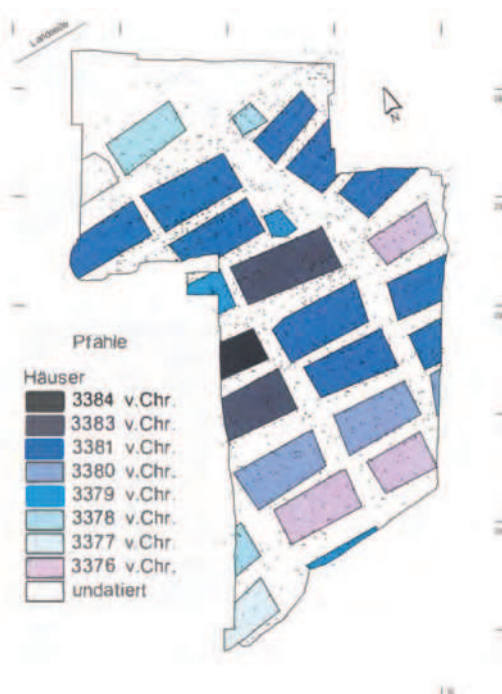 Landseite
N
Pfähle
Häuser
3384 v.Chr.
3383 v.Chr.
3381 v.Chr.
3380 v.Chr.
3379 v.Chr.
3378 v.Chr.
3377 v.Chr.
3376 v.Chr.
undatiert